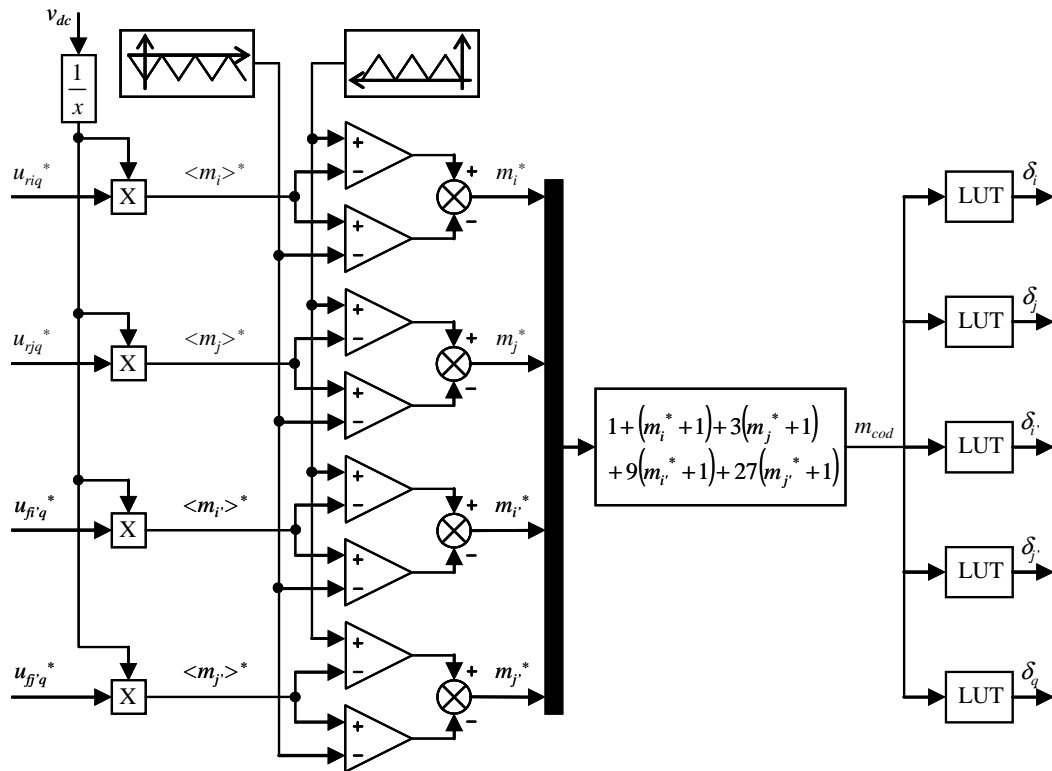 v_dc
1
x
u_riq^* X <m_i>^* + − + − + − m_i^* LUT δ_i
u_rjq^* X <m_j>^* + − + − + − m_j^* LUT δ_j
1+(m_i^*+1)+3(m_j^*+1)
+9(m_i'^*+1)+27(m_j'^*+1)
m_cod LUT δ_i'
u_fi'q^* X <m_i'>^* + − + − + − m_i'^* LUT δ_j'
u_fj'q^* X <m_j'>^* + − + − + − m_j'^* LUT δ_q